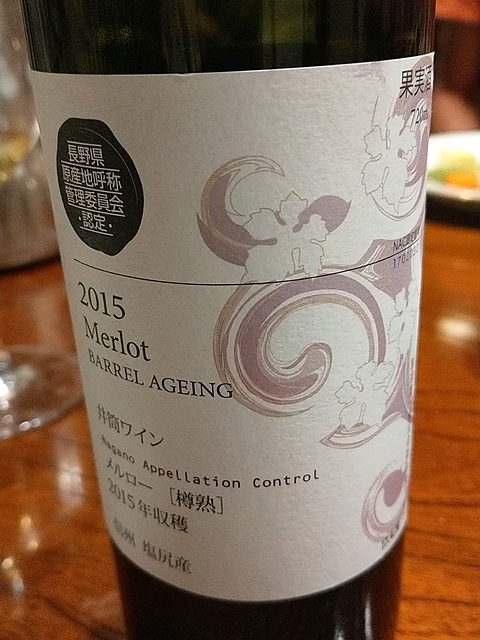 果実酒
720ml
長野県
原産地呼称
管理委員会
・認定・
2015
Merlot
BARREL AGEING
井筒ワイン
Nagano Appellation Control
メルロー [樽熟]
2015年収穫
信州 塩尻産